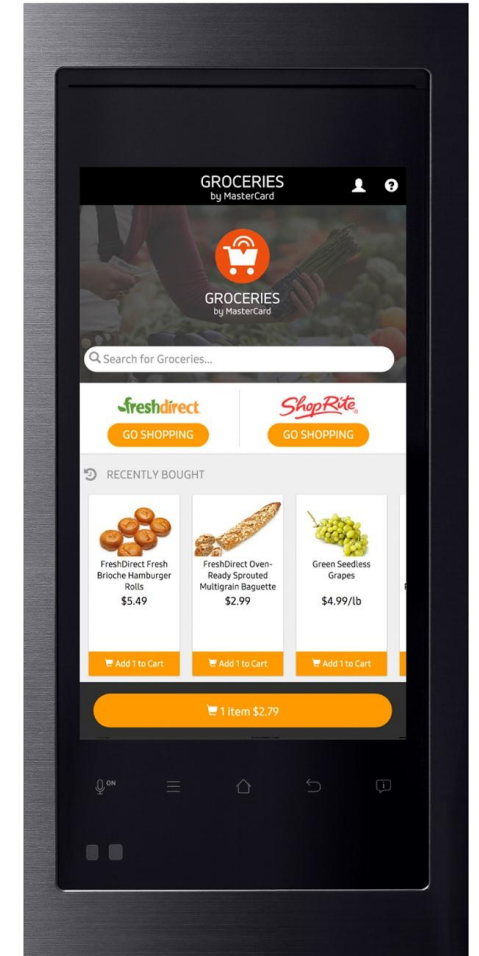 GROCERIES
by MasterCard
GROCERIES
by MasterCard
Search for Groceries...
freshdirect
ShopRite
GO SHOPPING
GO SHOPPING
RECENTLY BOUGHT
FreshDirect Fresh
Brioche Hamburger
Rolls
$5.49
Add 1 to Cart
FreshDirect Oven-
Ready Sprouted
Multigrain Baguette
$2.99
Add 1 to Cart
Green Seedless
Grapes
$4.99/lb
Add 1 to Cart
1 item $2.79
ON